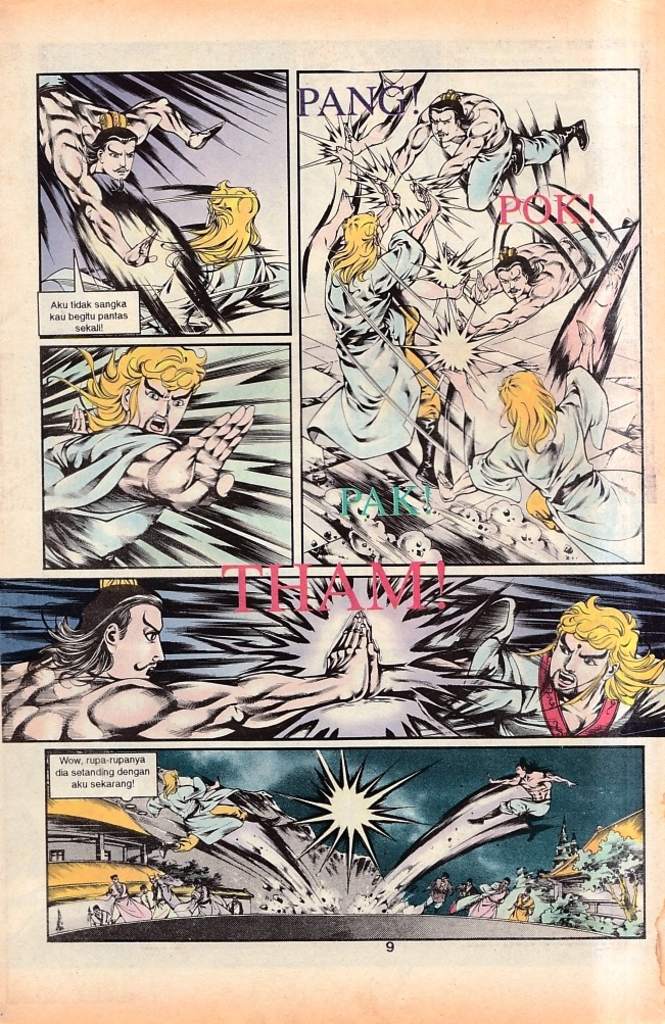 Aku tidak sangka
kau begitu pantas
sekali!
PANG!
POK!
PAK!
THAM!
Wow, rupa-rupanya
dia setanding dengan
aku sekarang!
9